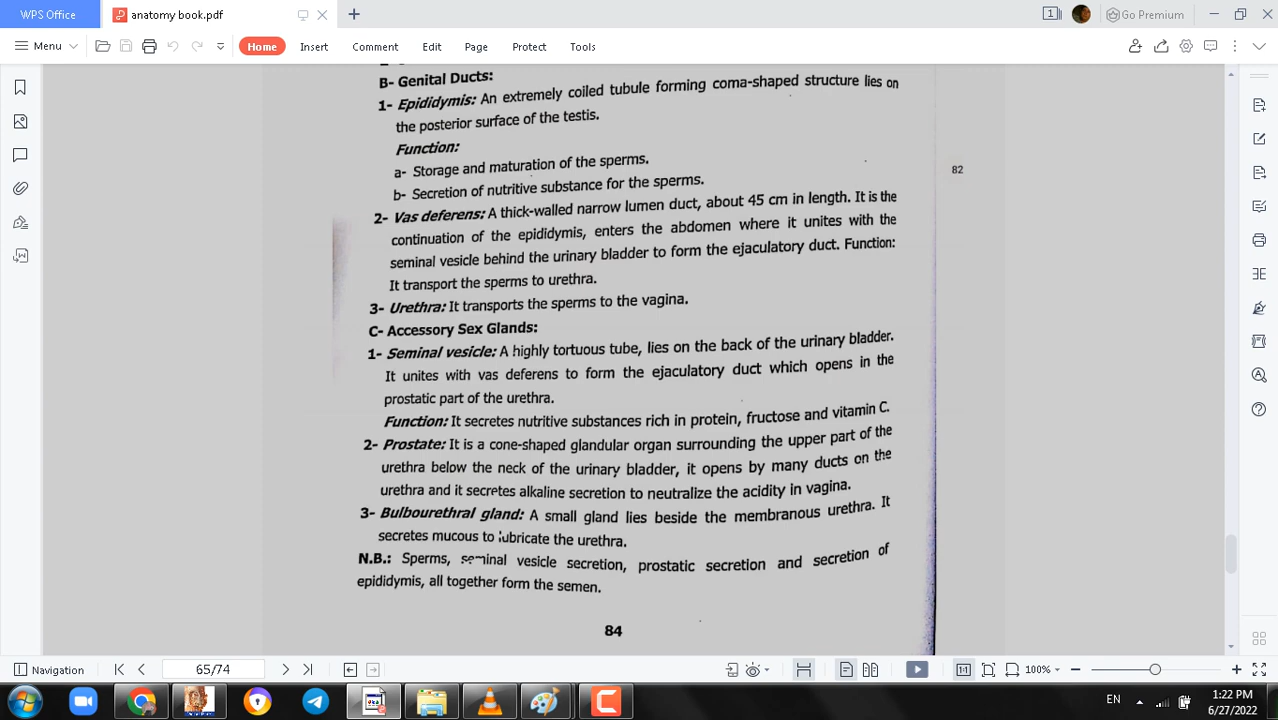 WPS Office
anatomy book.pdf
1
Go Premium
Menu
Home
Insert
Comment
Edit
Page
Protect
Tools
B- Genital Ducts:
1- Epididymis: An extremely coiled tubule forming coma-shaped structure lies on
the posterior surface of the testis.
Function:
a- Storage and maturation of the sperms.
b- Secretion of nutritive substance for the sperms.
82
2- Vas deferens: A thick-walled narrow lumen duct, about 45 cm in length. It is the
continuation of the epididymis, enters the abdomen where it unites with the
seminal vesicle behind the urinary bladder to form the ejaculatory duct. Function:
It transport the sperms to urethra.
3- Urethra: It transports the sperms to the vagina.
C- Accessory Sex Glands:
1- Seminal vesicle: A highly tortuous tube, lies on the back of the urinary bladder.
It unites with vas deferens to form the ejaculatory duct which opens in the
prostatic part of the urethra.
Function: It secretes nutritive substances rich in protein, fructose and vitamin C.
2- Prostate: It is a cone-shaped glandular organ surrounding the upper part of the
urethra below the neck of the urinary bladder, it opens by many ducts on the
urethra and it secretes alkaline secretion to neutralize the acidity in vagina.
3- Bulbourethral gland: A small gland lies beside the membranous urethra. It
secretes mucous to lubricate the urethra.
N.B.: Sperms, seminal vesicle secretion, prostatic secretion and secretion of
epididymis, all together form the semen.
84
Navigation
65/74
100%
EN
1:22 PM
6/27/2022